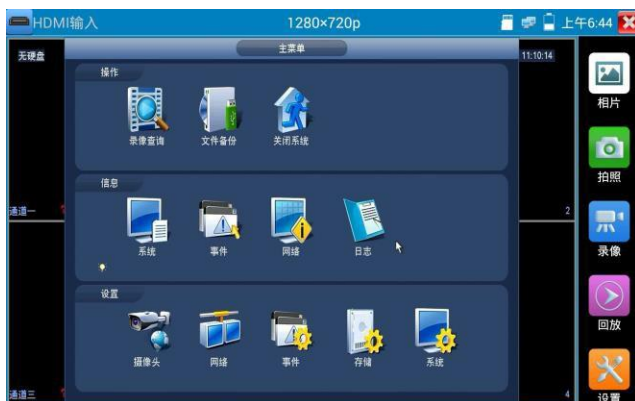 HDMI输入
1280×720p
上午6:44
无硬盘
主菜单
11:10:14
操作
录像查询
文件备份
关闭系统
相片
拍照
信息
系统
事件
网络
日志
通道一
2
录像
设置
摄像头
网络
事件
存储
系统
回放
通道三
4
设置